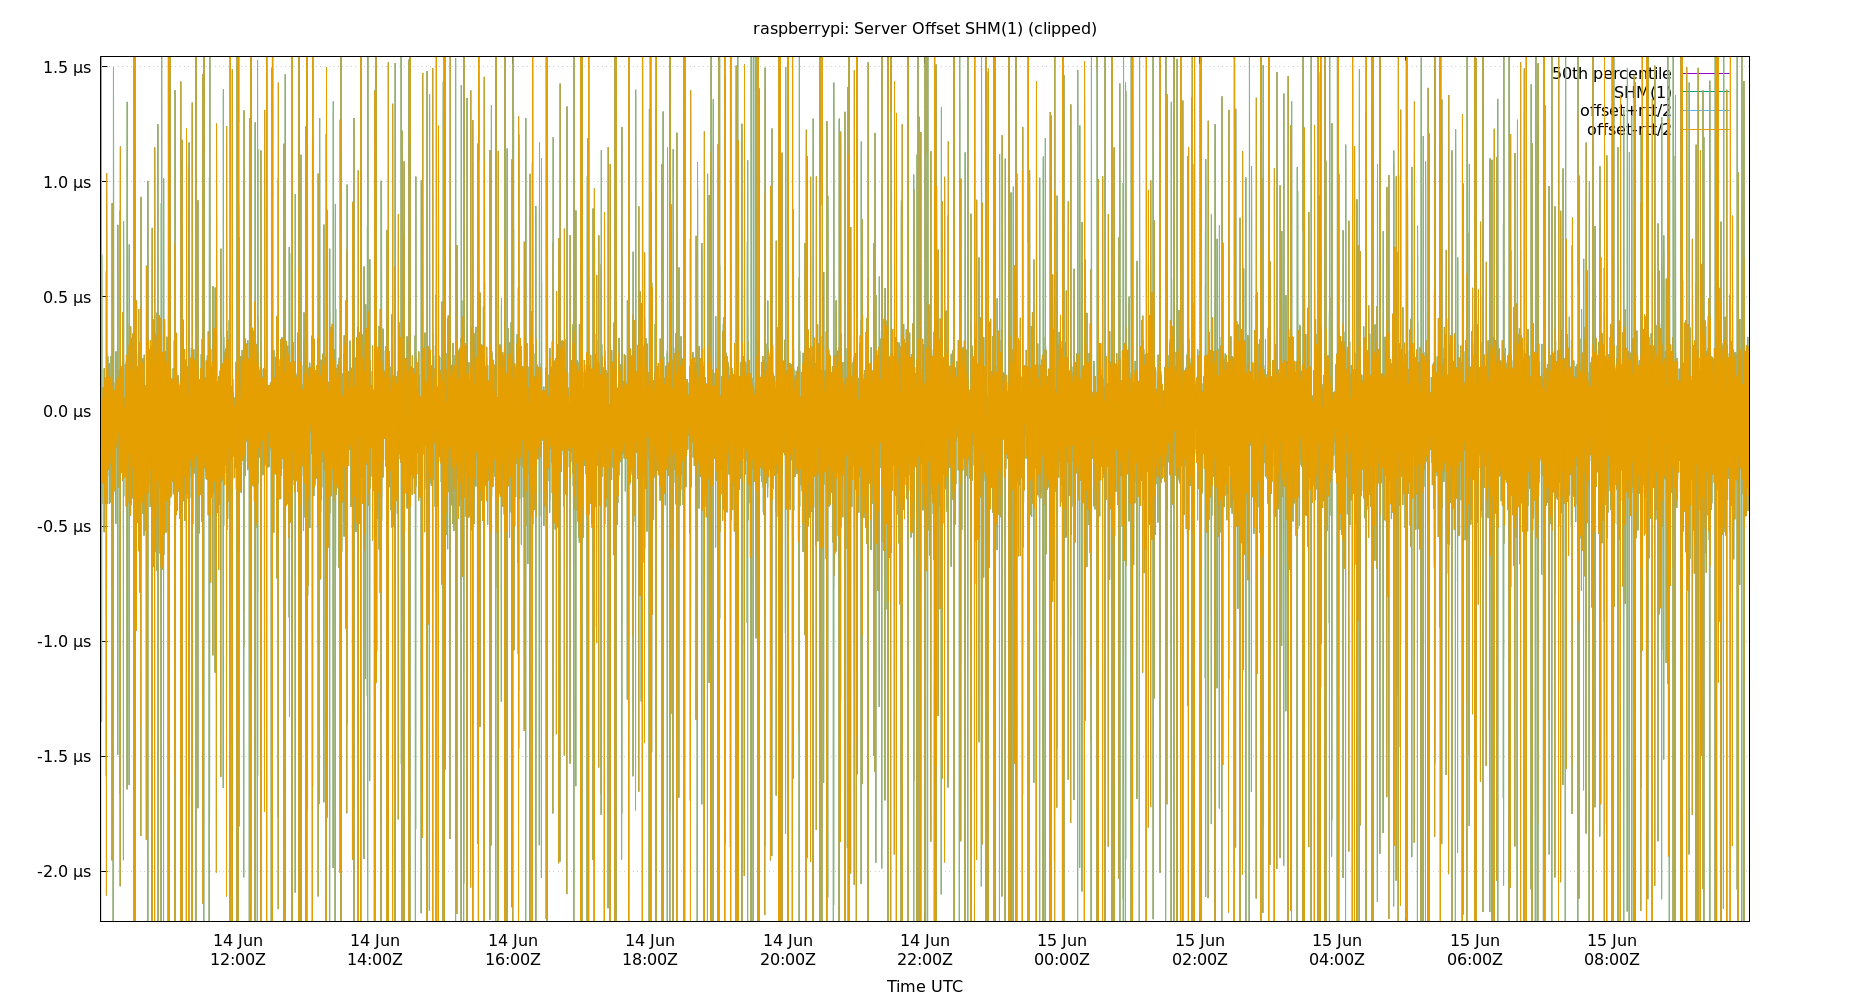 raspberrypi: Server Offset SHM(1) (clipped)
1.5 µs
1.0 µs
0.5 µs
0.0 µs
-0.5 µs
-1.0 µs
-1.5 µs
-2.0 µs
50th percentile
SHM(1)
offset+rtt/2
offset-rtt/2
14 Jun 14 Jun 14 Jun 14 Jun 14 Jun 14 Jun 15 Jun 15 Jun 15 Jun 15 Jun 15 Jun
12:00Z 14:00Z 16:00Z 18:00Z 20:00Z 22:00Z 00:00Z 02:00Z 04:00Z 06:00Z 08:00Z
Time UTC